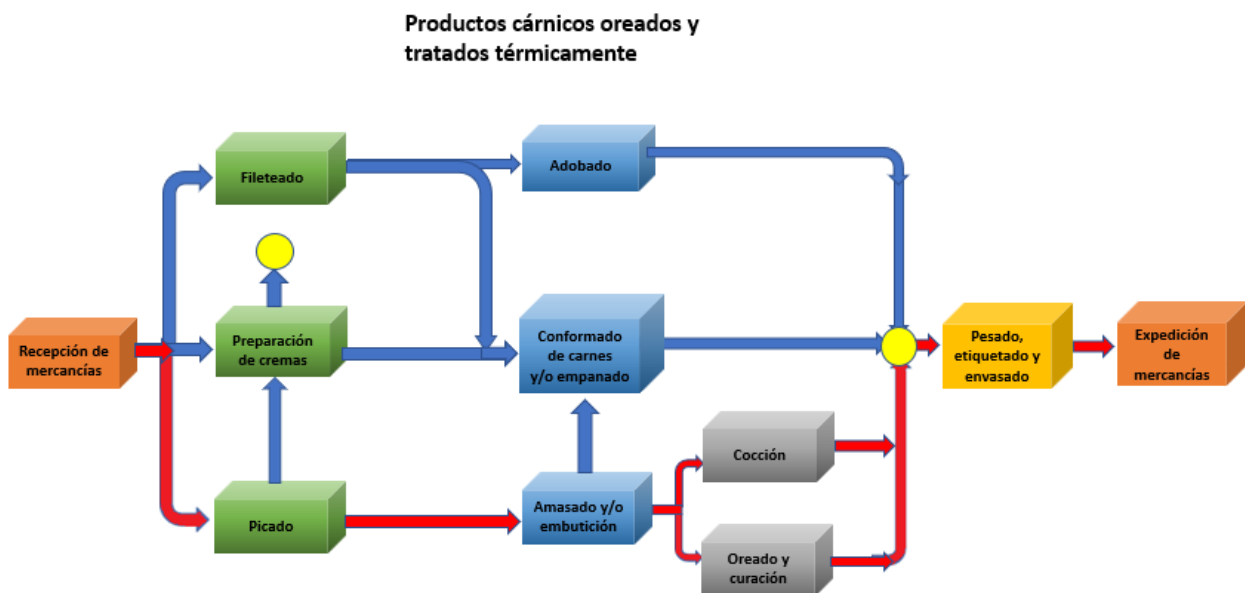 Productos cárnicos oreados y
tratados térmicamente
Fileteado
Adobado
Recepción de
mercancías
Preparación
de cremas
Conformado
de carnes
y/o empanado
Pesado,
etiquetado y
envasado
Expedición
de
mercancías
Picado
Amasado y/o
embutición
Cocción
Oreado y
curación